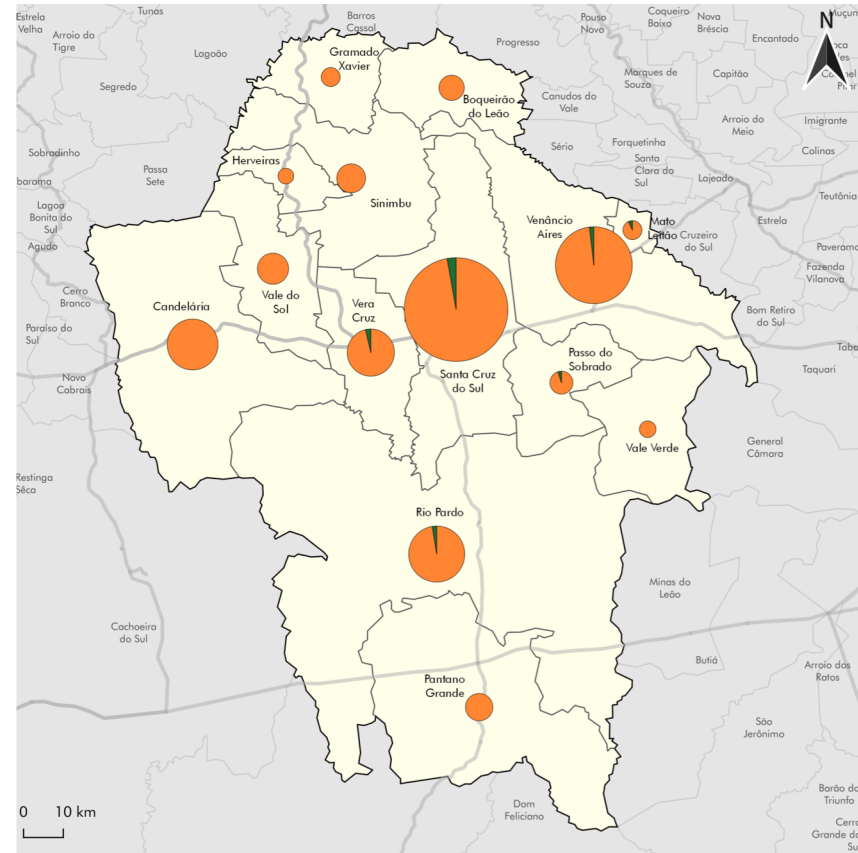 Tunas
Estrela
Velha
Arroio do
Tigre
Barros
Cassal
Lagoão
Segredo
Progresso
Pouso
Novo
Coqueiro
Baixo
Nova
Bréscia
Encantado
N
Marques de
Souza
Capitão
Gramado
Xavier
Boqueirão
do Leão
Canudos do
Vale
Arroio do
Meio
Imigrante
Colinas
Sobradinho
Passa
Sete
Herveiras
Sinimbu
Sério
Forquetinha
Santa
Clara do
Sul
Lajeado
Teutônia
Lagoa
Bonita do
Sul
Agudo
Venâncio
Aires
Mato
Leitão
Cruzeiro
do Sul
Estrela
Fazenda
Vilanova
Cerro
Branco
Candelária
Vale do
Sol
Vera
Cruz
Bom Retiro
do Sul
Paraíso do
Sul
Novo
Cabrais
Santa Cruz
do Sul
Passo do
Sobrado
Taquari
Vale Verde
General
Câmara
Restinga
Sêca
Rio Pardo
Minas do
Leão
Cachoeira
do Sul
Butiá
Arroio dos
Ratos
Pantano
Grande
São
Jerônimo
Barão do
Triunfo
Dom
Feliciano
0 10 km